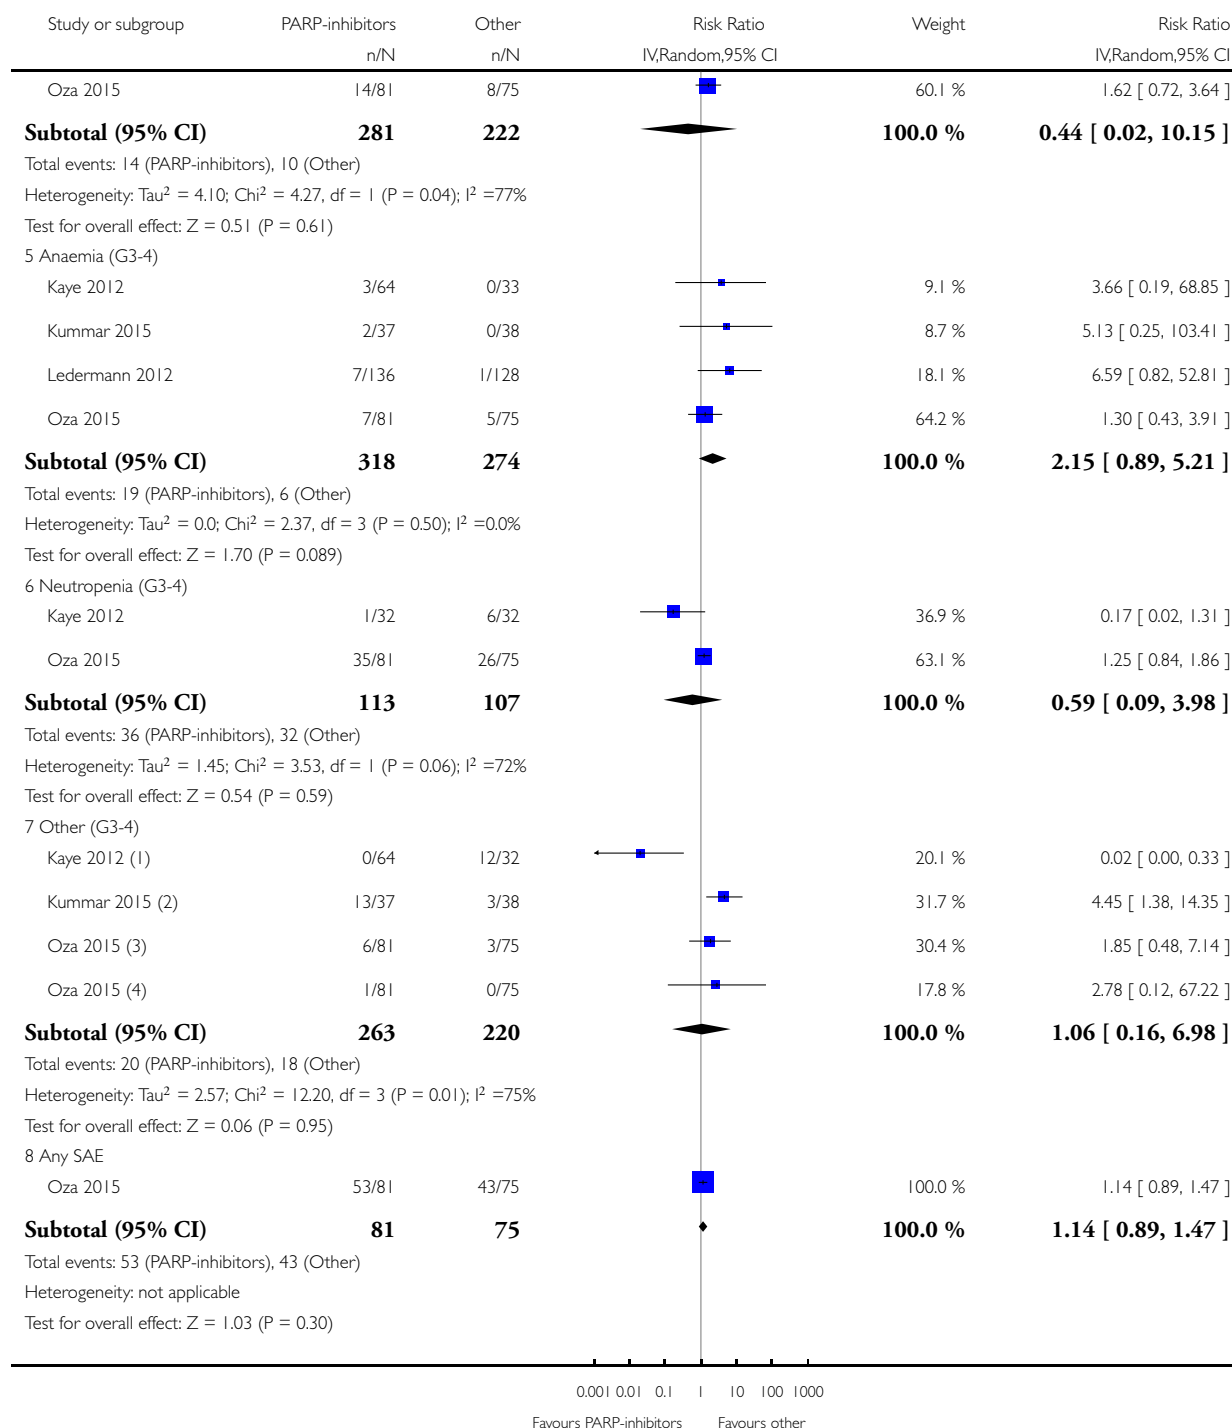 Study or subgroup PARP-inhibitors Other Risk Ratio Weight Risk Ratio
n/N n/N IV,Random,95% CI IV,Random,95% CI
Oza 2015 14/81 8/75 60.1 % 1.62 [ 0.72, 3.64 ]
Subtotal (95% CI) 281 222 100.0 % 0.44 [ 0.02, 10.15 ]
Total events: 14 (PARP-inhibitors), 10 (Other)
Heterogeneity: Tau² = 4.10; Chi² = 4.27, df = 1 (P = 0.04); I² =77%
Test for overall effect: Z = 0.51 (P = 0.61)
5 Anaemia (G3-4)
Kaye 2012 3/64 0/33 9.1 % 3.66 [ 0.19, 68.85 ]
Kummar 2015 2/37 0/38 8.7 % 5.13 [ 0.25, 103.41 ]
Ledermann 2012 7/136 1/128 18.1 % 6.59 [ 0.82, 52.81 ]
Oza 2015 7/81 5/75 64.2 % 1.30 [ 0.43, 3.91 ]
Subtotal (95% CI) 318 274 100.0 % 2.15 [ 0.89, 5.21 ]
Total events: 19 (PARP-inhibitors), 6 (Other)
Heterogeneity: Tau² = 0.0; Chi² = 2.37, df = 3 (P = 0.50); I² =0.0%
Test for overall effect: Z = 1.70 (P = 0.089)
6 Neutropenia (G3-4)
Kaye 2012 1/32 6/32 36.9 % 0.17 [ 0.02, 1.31 ]
Oza 2015 35/81 26/75 63.1 % 1.25 [ 0.84, 1.86 ]
Subtotal (95% CI) 113 107 100.0 % 0.59 [ 0.09, 3.98 ]
Total events: 36 (PARP-inhibitors), 32 (Other)
Heterogeneity: Tau² = 1.45; Chi² = 3.53, df = 1 (P = 0.06); I² =72%
Test for overall effect: Z = 0.54 (P = 0.59)
7 Other (G3-4)
Kaye 2012 (1) 0/64 12/32 20.1 % 0.02 [ 0.00, 0.33 ]
Kummar 2015 (2) 13/37 3/38 31.7 % 4.45 [ 1.38, 14.35 ]
Oza 2015 (3) 6/81 3/75 30.4 % 1.85 [ 0.48, 7.14 ]
Oza 2015 (4) 1/81 0/75 17.8 % 2.78 [ 0.12, 67.22 ]
Subtotal (95% CI) 263 220 100.0 % 1.06 [ 0.16, 6.98 ]
Total events: 20 (PARP-inhibitors), 18 (Other)
Heterogeneity: Tau² = 2.57; Chi² = 12.20, df = 3 (P = 0.01); I² =75%
Test for overall effect: Z = 0.06 (P = 0.95)
8 Any SAE
Oza 2015 53/81 43/75 100.0 % 1.14 [ 0.89, 1.47 ]
Subtotal (95% CI) 81 75 100.0 % 1.14 [ 0.89, 1.47 ]
Total events: 53 (PARP-inhibitors), 43 (Other)
Heterogeneity: not applicable
Test for overall effect: Z = 1.03 (P = 0.30)
0.001 0.01 0.1 1 10 100 1000
Favours PARP-inhibitors Favours other